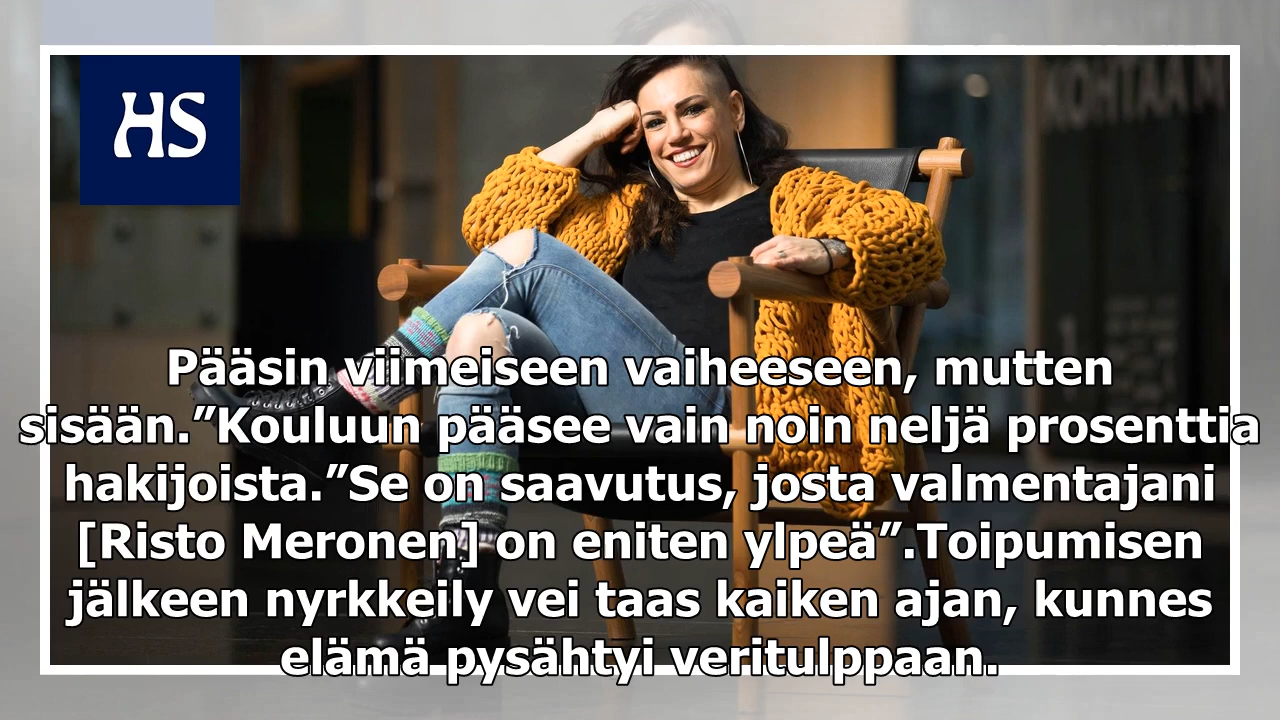 HS
KOHTAA M
Pääsin viimeiseen vaiheeseen, mutten
sisään.”Kouluun pääsee vain noin neljä prosenttia
hakijoista.”Se on saavutus, josta valmentajani
[Risto Meronen] on eniten ylpeä”.Toipumisen
jälkeen nyrkkeily vei taas kaiken ajan, kunnes
elämä pysähtyi veritulppaan.